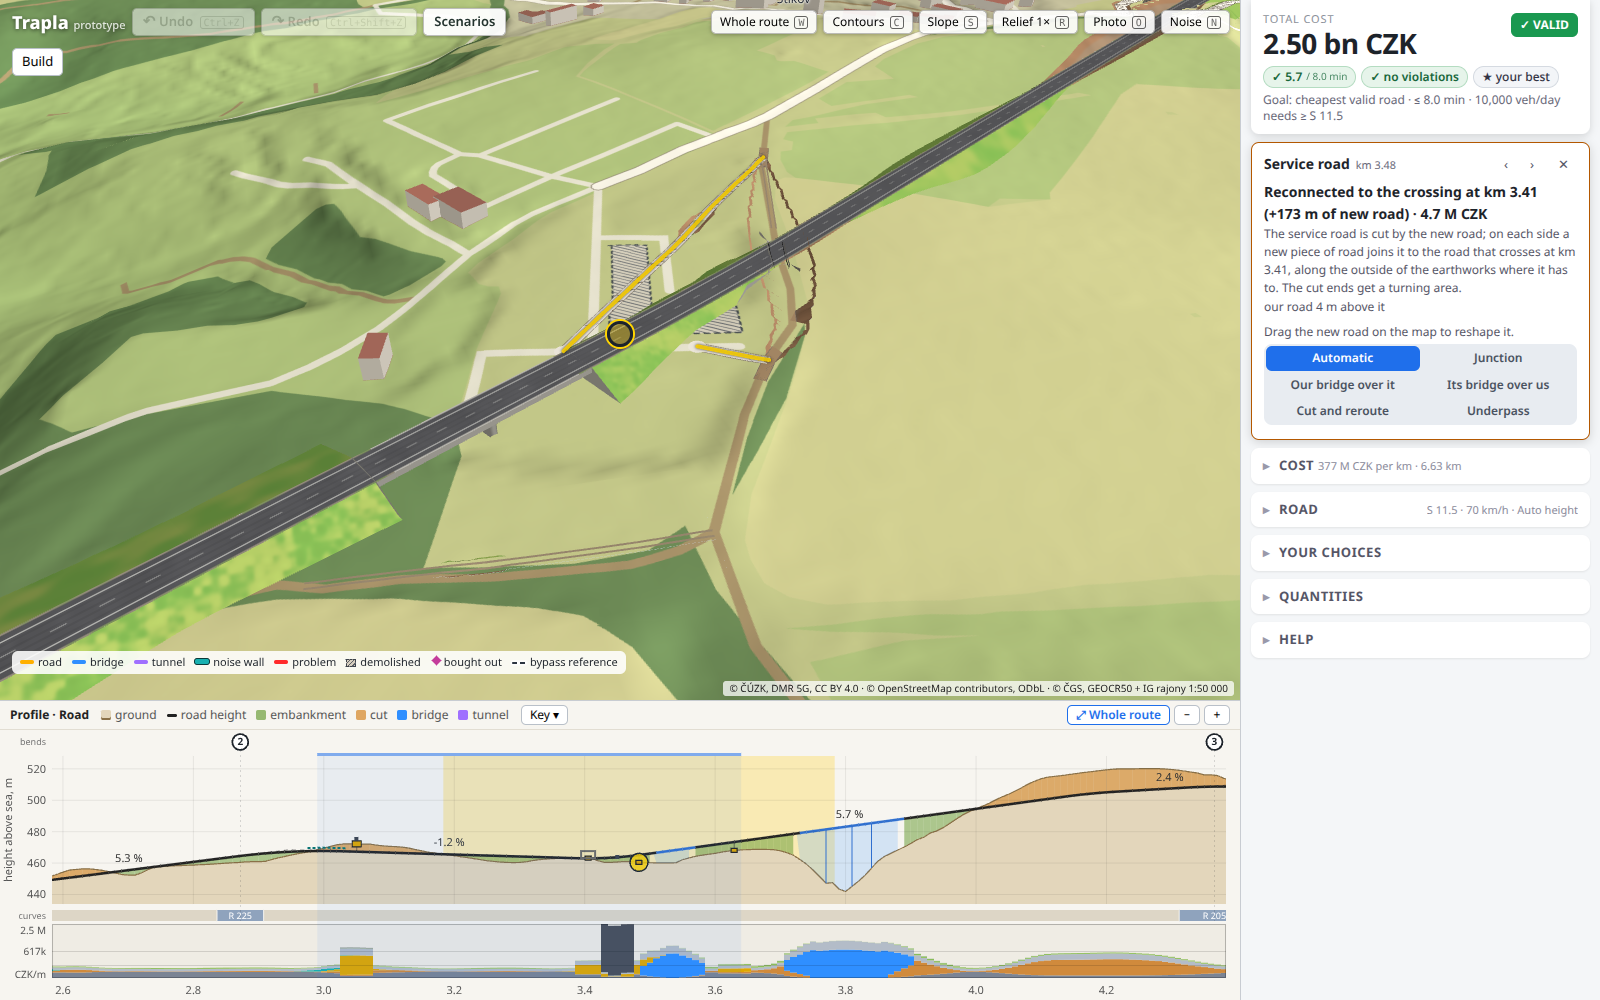 Trapla prototype
↶ Undo Ctrl+Z
↷ Redo Ctrl+Shift+Z
Scenarios
Whole route W
Contours C
Slope S
Relief 1× R
Photo O
Noise N
Build
road
bridge
tunnel
noise wall
problem
demolished
bought out
bypass reference
© ČÚZK, DMR 5G, CC BY 4.0 · © OpenStreetMap contributors, ODbL · © ČGS, GEOCR50 + IG rajony 1:50 000
TOTAL COST
2.50 bn CZK
✓ VALID
✓ 5.7 / 8.0 min
✓ no violations
★ your best
Goal: cheapest valid road · ≤ 8.0 min · 10,000 veh/day
needs ≥ S 11.5
Service road km 3.48
‹ › ✕
Reconnected to the crossing at km 3.41
(+173 m of new road) · 4.7 M CZK
The service road is cut by the new road; on each side a
new piece of road joins it to the road that crosses at km
3.41, along the outside of the earthworks where it has
to. The cut ends get a turning area.
our road 4 m above it
Drag the new road on the map to reshape it.
Automatic
Junction
Our bridge over it
Its bridge over us
Cut and reroute
Underpass
▶ COST 377 M CZK per km · 6.63 km
▶ ROAD S 11.5 · 70 km/h · Auto height
▶ YOUR CHOICES
▶ QUANTITIES
▶ HELP
Profile · Road
ground
road height
embankment
cut
bridge
tunnel
Key ▾
⤢ Whole route
−
+
bends
2
3
height above sea, m
520
500
480
460
440
5.3 %
-1.2 %
5.7 %
2.4 %
curves
R 225
R 205
2.5 M
617k
CZK/m
2.6 2.8 3.0 3.2 3.4 3.6 3.8 4.0 4.2